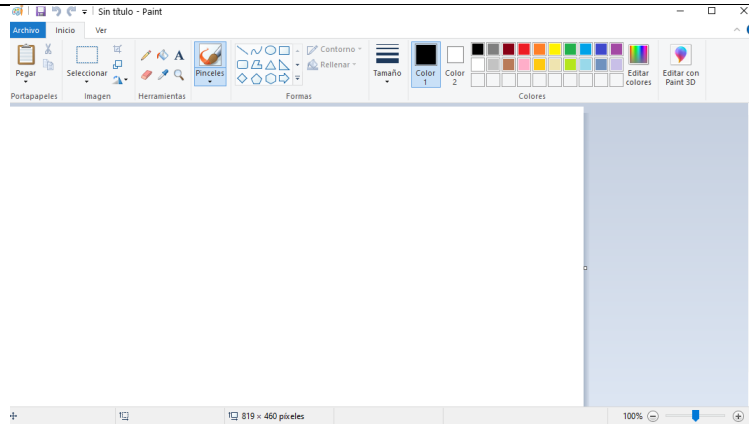 Sin título - Paint
Archivo Inicio Ver
Pegar
Seleccionar
A
Pinceles
Contorno
Rellenar
Tamaño
Color 1
Color 2
Editar colores
Editar con Paint 3D
Portapapeles Imagen Herramientas Formas Colores
819 × 460 píxeles
100%